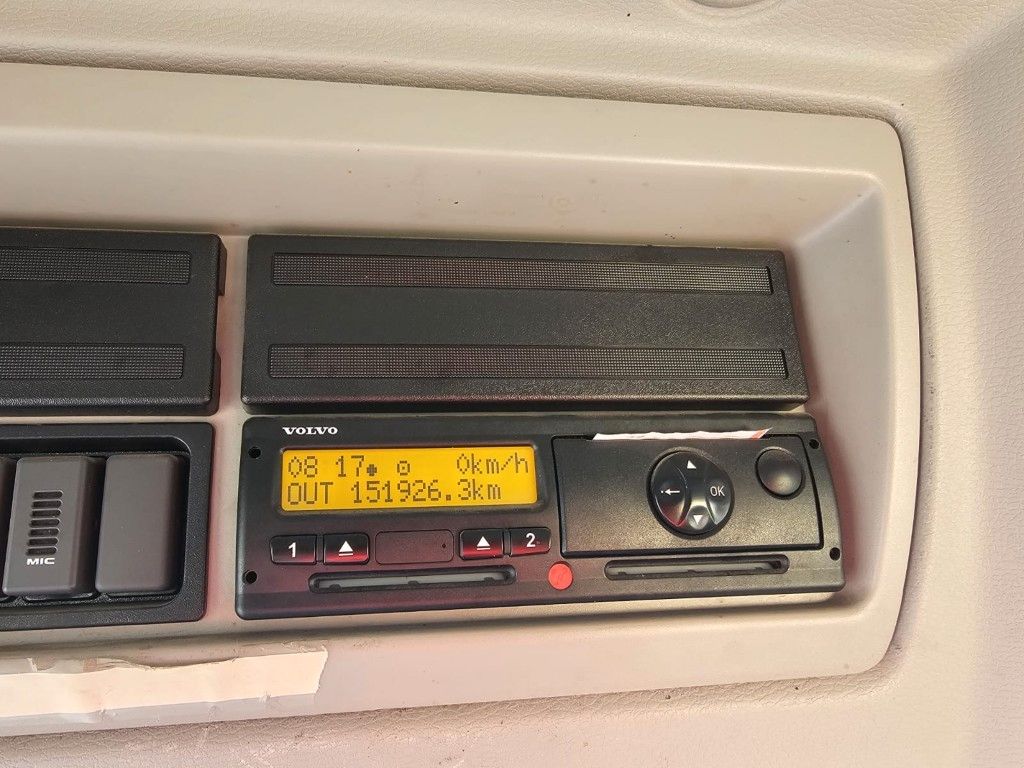 VOLVO
08 17 0km/h
OUT 151926.3km
1 2
OK
MIC